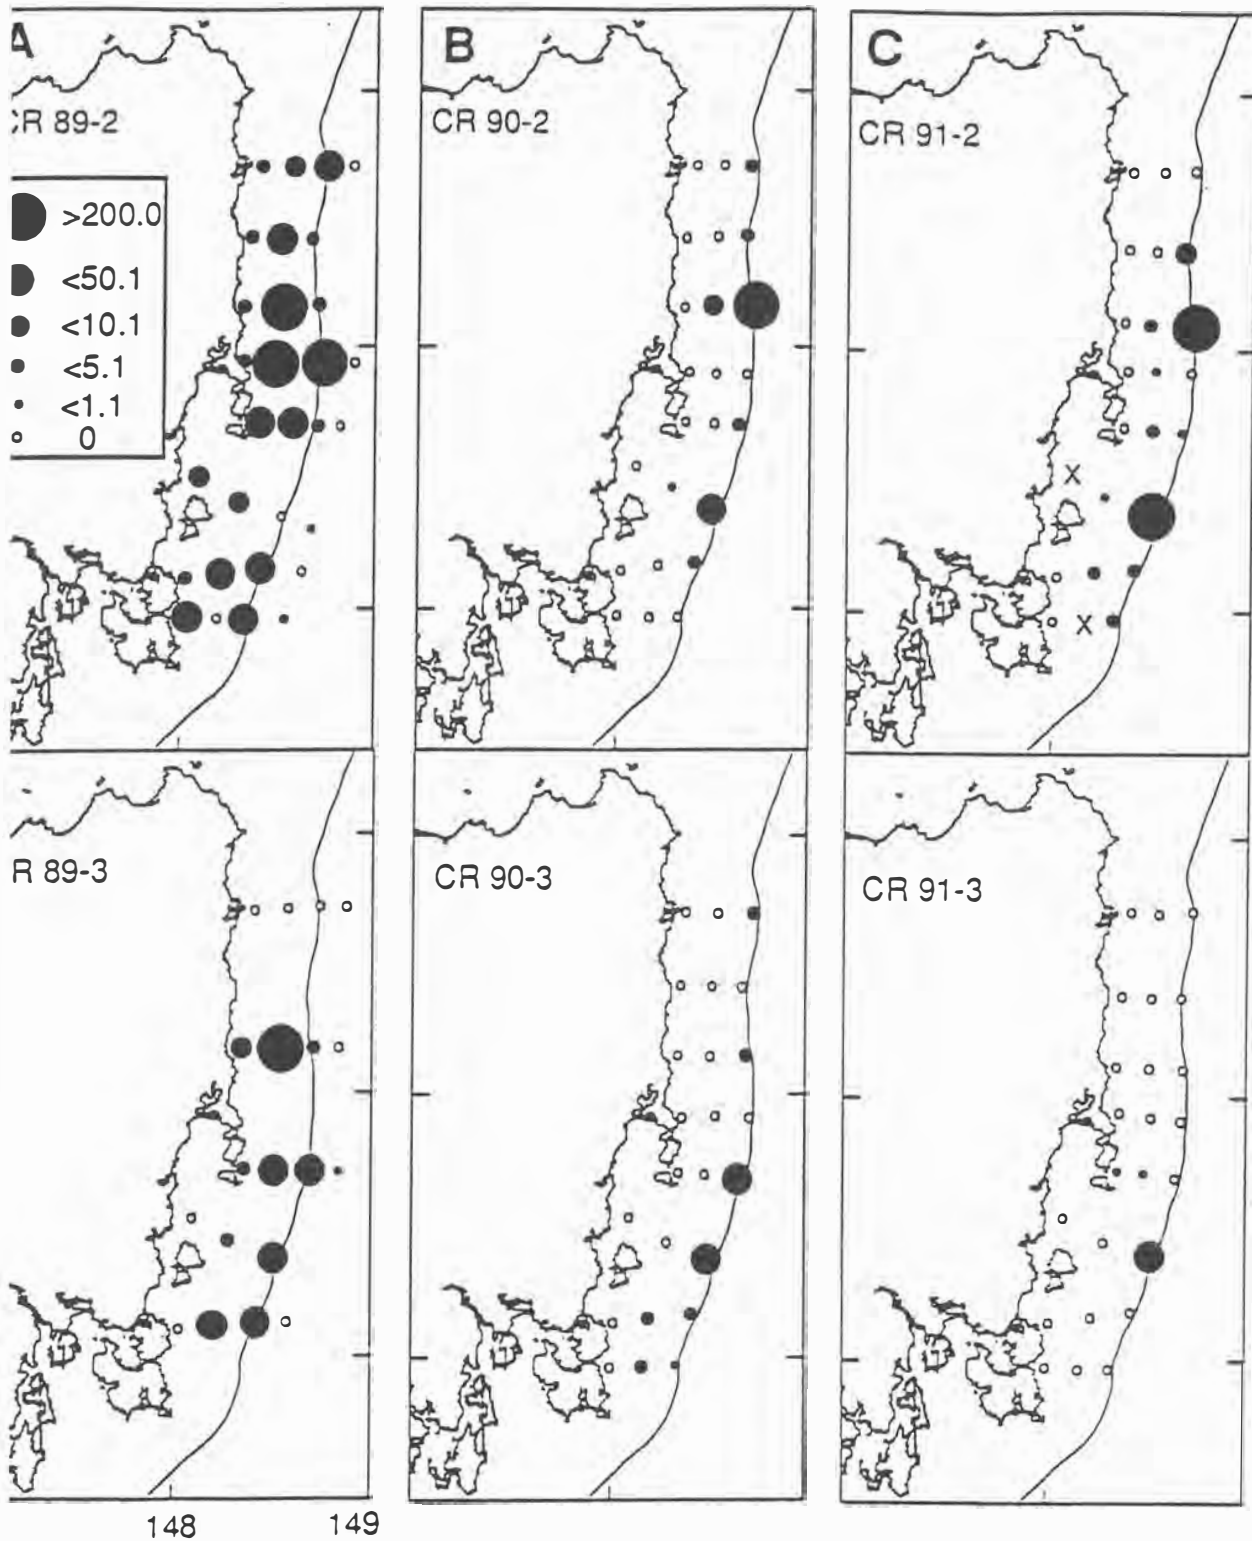 A
B
C
CR 89-2
CR 90-2
CR 91-2
>200.0
<50.1
<10.1
<5.1
<1.1
0
X
X
R 89-3
CR 90-3
CR 91-3
148
149